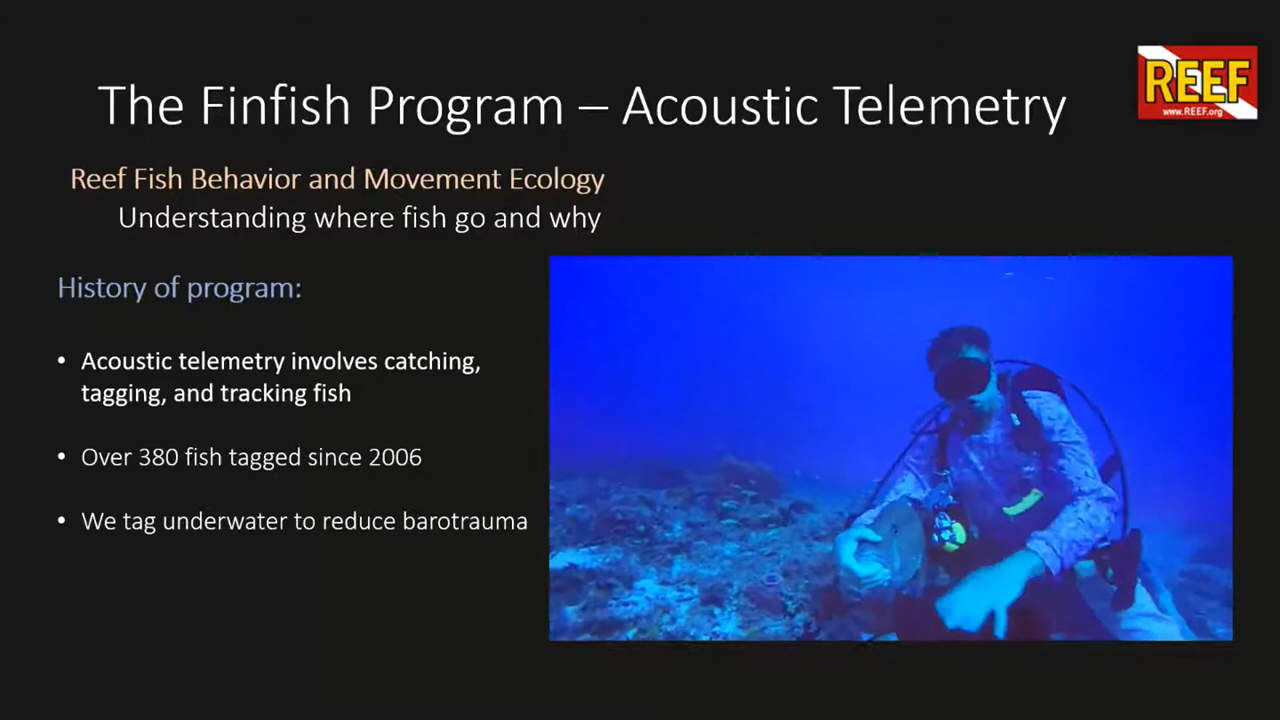 The Finfish Program – Acoustic Telemetry
REEF
www.REEF.org
Reef Fish Behavior and Movement Ecology
Understanding where fish go and why
History of program:
• Acoustic telemetry involves catching,
tagging, and tracking fish
• Over 380 fish tagged since 2006
• We tag underwater to reduce barotrauma